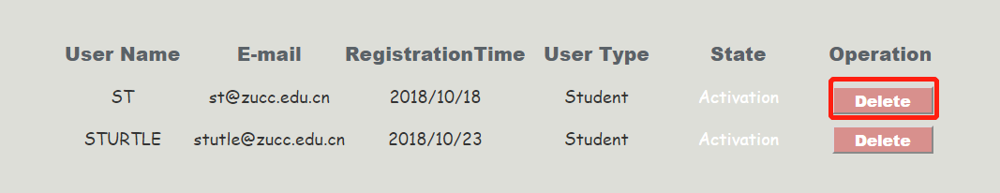 User Name E-mail RegistrationTime User Type State Operation
ST st@zucc.edu.cn 2018/10/18 Student Activation Delete
STURTLE stutle@zucc.edu.cn 2018/10/23 Student Activation Delete